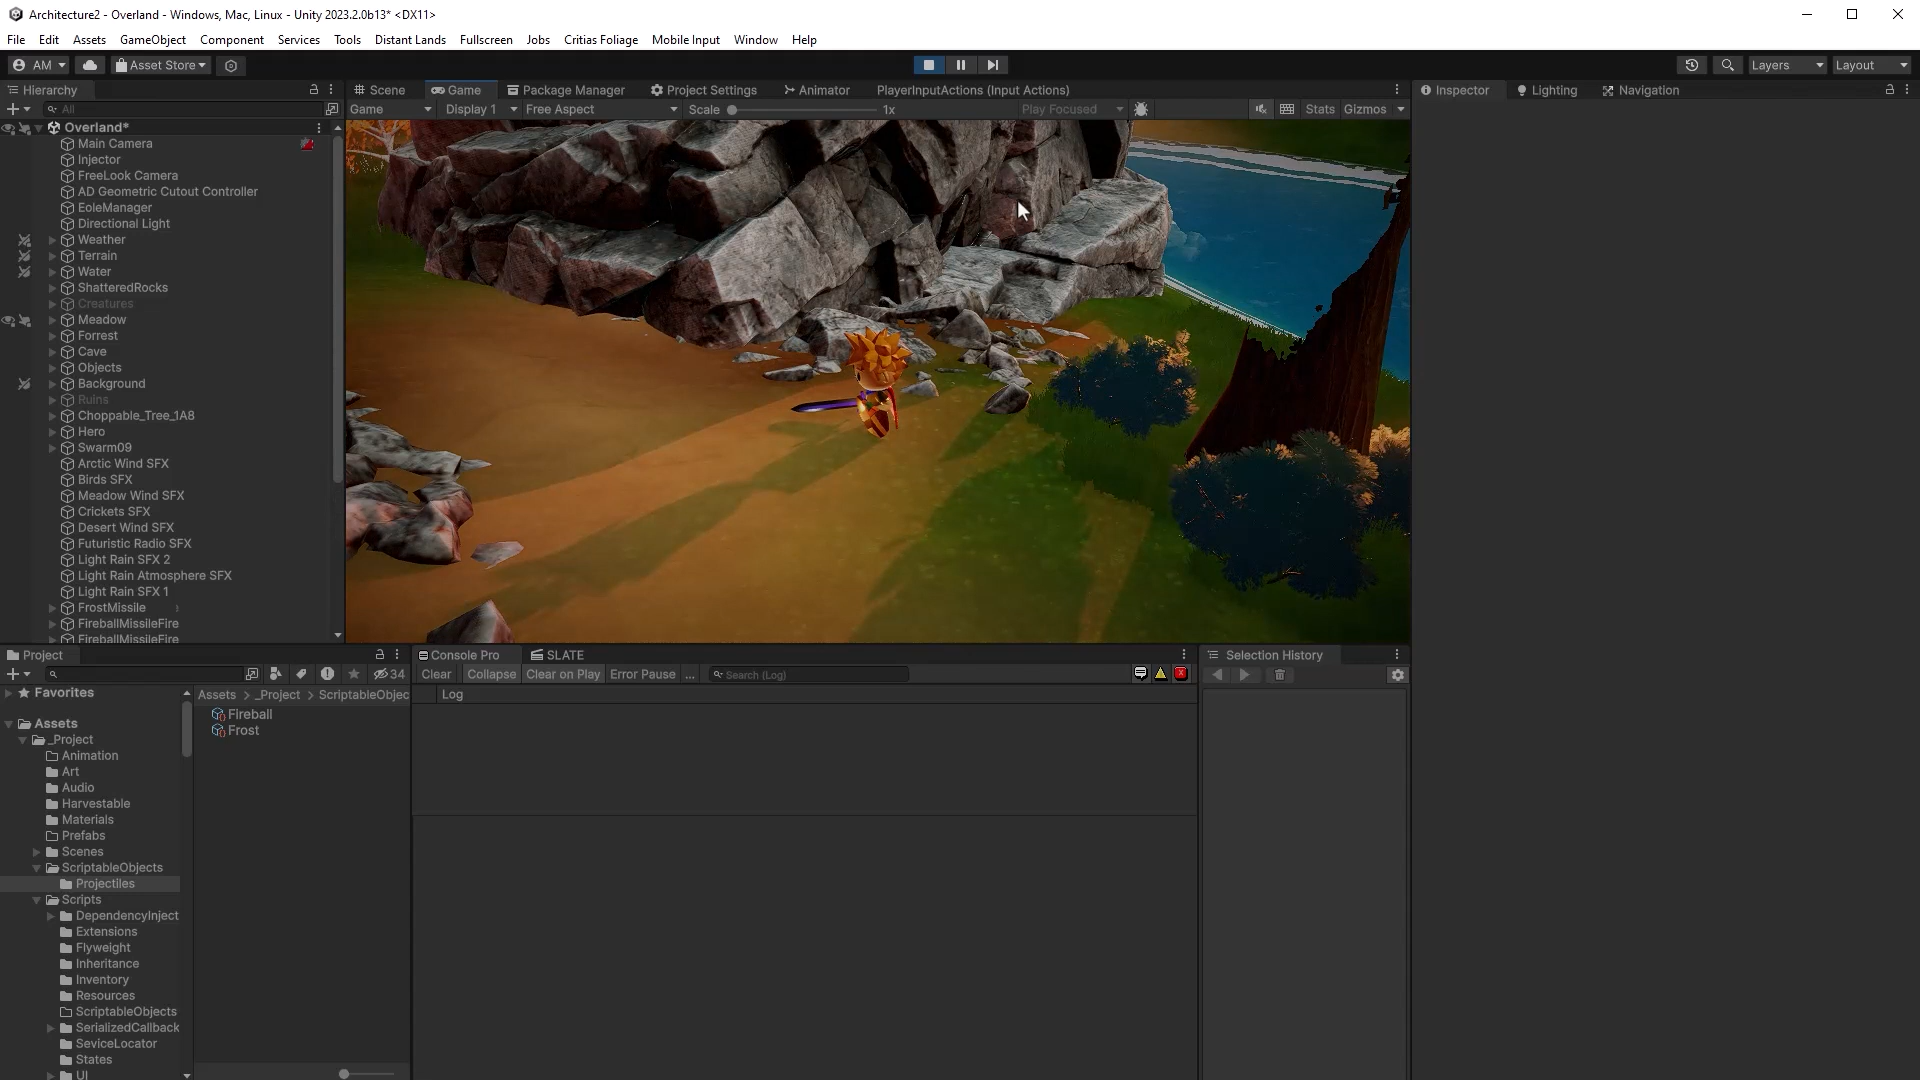 Architecture2 - Overland - Windows, Mac, Linux - Unity 2023.2.0b13* <DX11>
File Edit Assets GameObject Component Services Tools Distant Lands Fullscreen Jobs Critias Foliage Mobile Input Window Help
AM Asset Store Layers Layout
Hierarchy Scene Game Package Manager Project Settings Animator PlayerInputActions (Input Actions) Inspector Lighting Navigation
All Game Display 1 Free Aspect Scale 1x Play Focused Stats Gizmos
Overland*
Main Camera
Injector
FreeLook Camera
AD Geometric Cutout Controller
EoleManager
Directional Light
Weather
Terrain
Water
ShatteredRocks
Creatures
Meadow
Forrest
Cave
Objects
Background
Ruins
Choppable_Tree_1A8
Hero
Swarm09
Arctic Wind SFX
Birds SFX
Meadow Wind SFX
Crickets SFX
Desert Wind SFX
Futuristic Radio SFX
Light Rain SFX 2
Light Rain Atmosphere SFX
Light Rain SFX 1
FrostMissile
FireballMissileFire
FireballMissileFire
Project Console Pro SLATE Selection History
34 Clear Collapse Clear on Play Error Pause ... Search (Log)
Favorites
Assets > _Project > ScriptableObjec
Log
Fireball
Frost
Assets
_Project
Animation
Art
Audio
Harvestable
Materials
Prefabs
Scenes
ScriptableObjects
Projectiles
Scripts
DependencyInject
Extensions
Flyweight
Inheritance
Inventory
Resources
ScriptableObjects
SerializedCallback
SeviceLocator
States
UI